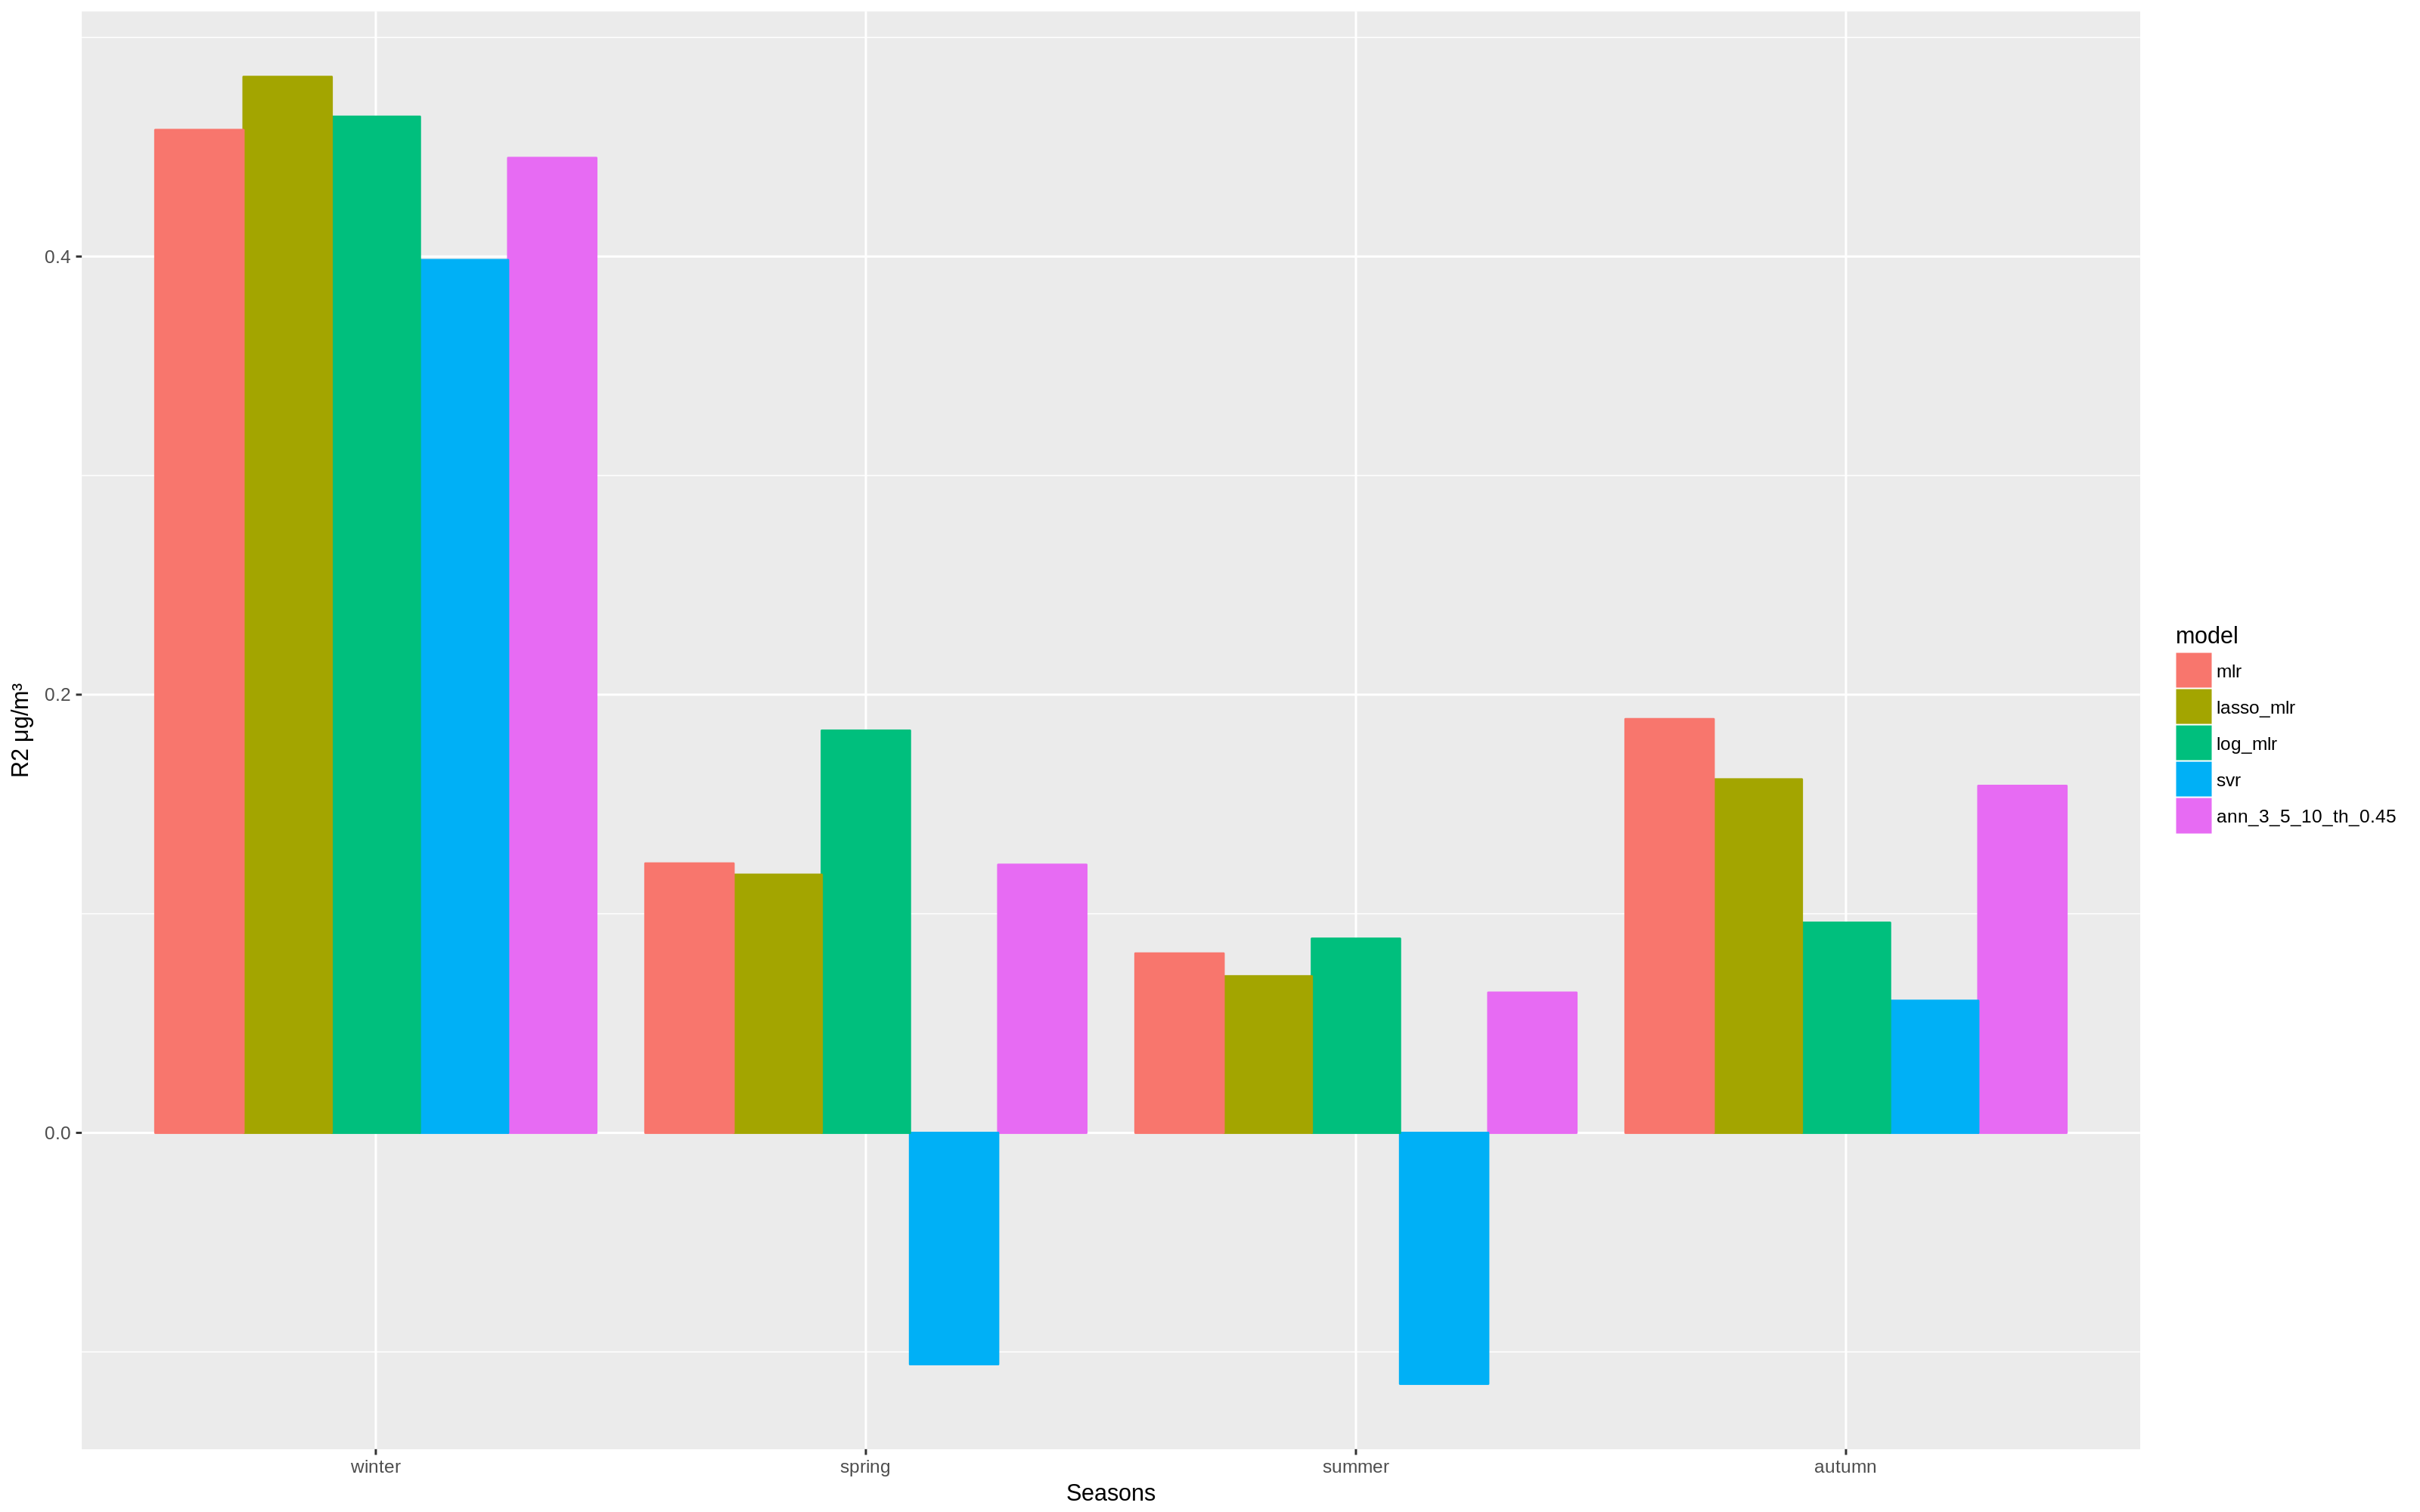 R2 μg/m³
0.4
0.2
0.0
winter
spring
summer
autumn
Seasons
model
mlr
lasso_mlr
log_mlr
svr
ann_3_5_10_th_0.45